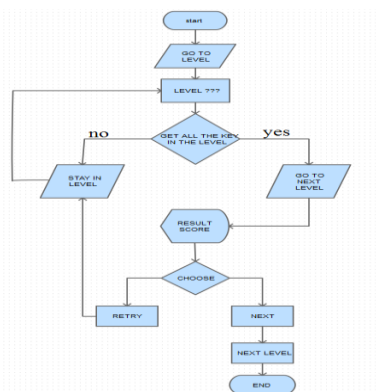 start
GO TO
LEVEL
LEVEL ???
GET ALL THE KEY
IN THE LEVEL
no
yes
STAY IN
LEVEL
GO TO
NEXT
LEVEL
RESULT
SCORE
CHOOSE
RETRY
NEXT
NEXT LEVEL
END